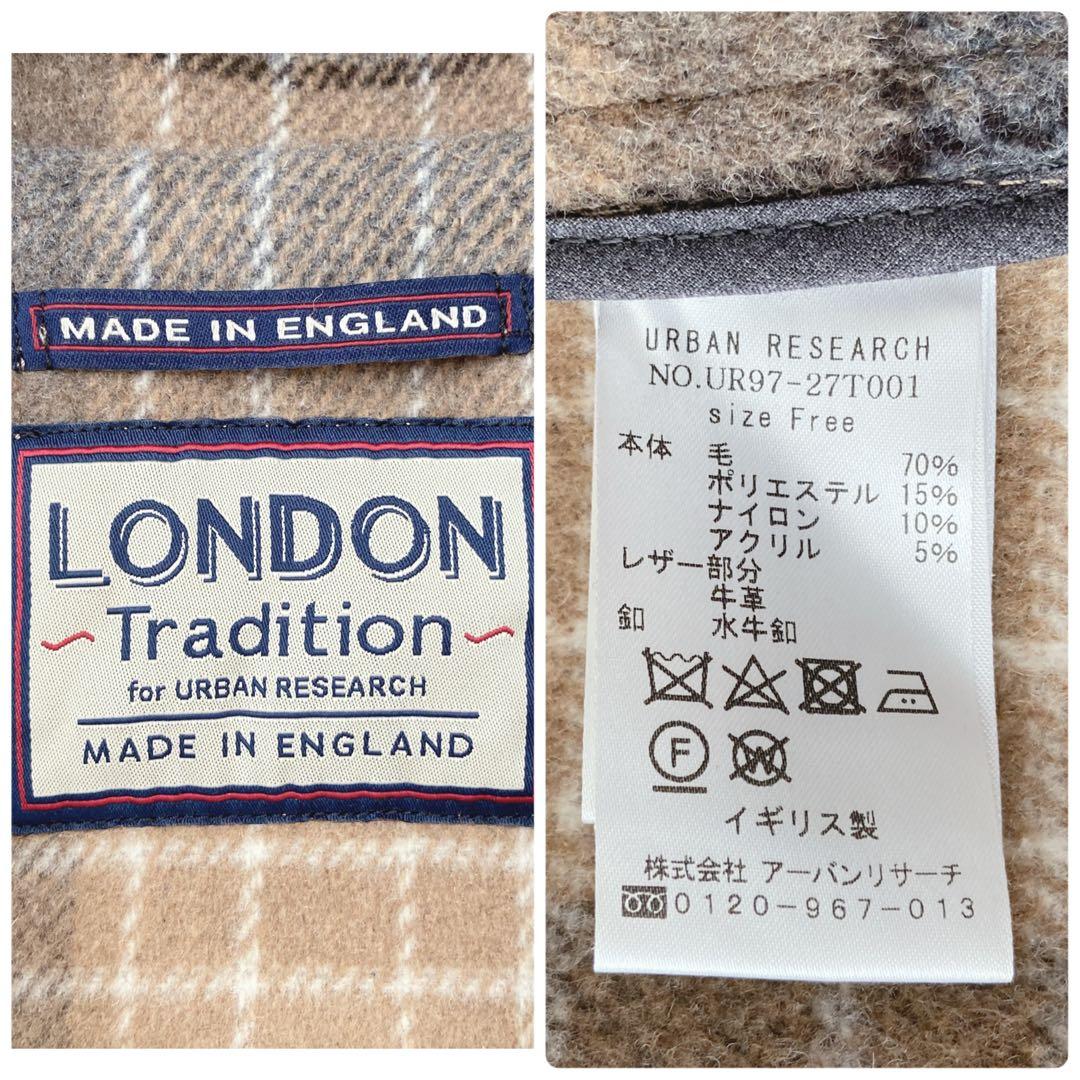 MADE IN ENGLAND
LONDON
Tradition
for URBAN RESEARCH
MADE IN ENGLAND
URBAN RESEARCH
NO.UR97-27T001
size Free
本体 毛 70%
ポリエステル 15%
ナイロン 10%
アクリル 5%
レザー部分
牛革
釦 水牛釦
F W
イギリス製
株式会社 アーバンリサーチ
0120-967-013